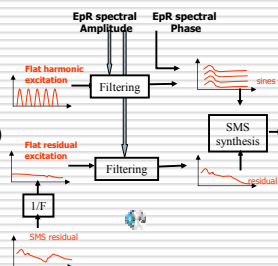 EpR spectral
Amplitude
EpR spectral
Phase
Flat harmonic
excitation
Filtering
sines
SMS
synthesis
Flat residual
excitation
Filtering
residual
1/F
SMS residual